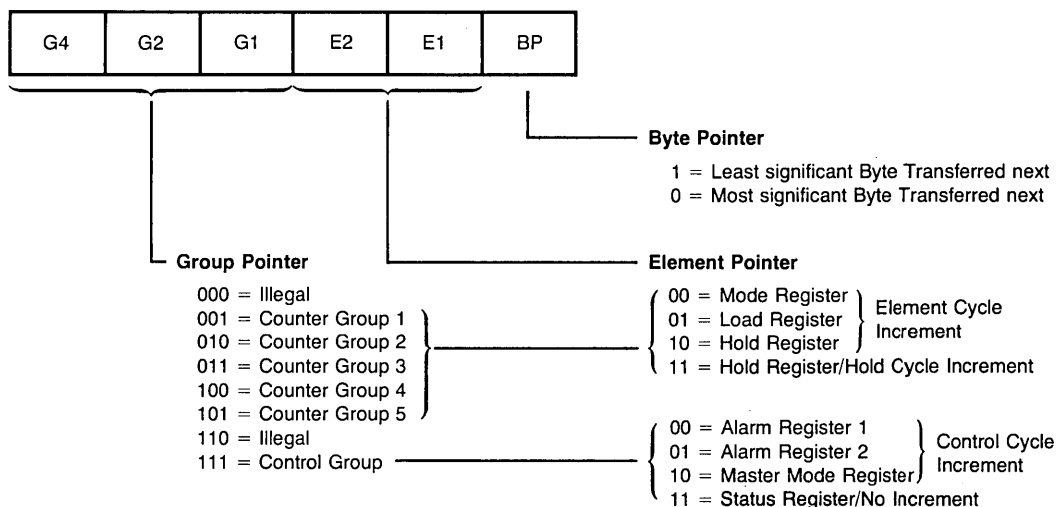 G4 G2 G1 E2 E1 BP
Byte Pointer
1 = Least significant Byte Transferred next
0 = Most significant Byte Transferred next
Group Pointer
000 = Illegal
001 = Counter Group 1
010 = Counter Group 2
011 = Counter Group 3
100 = Counter Group 4
101 = Counter Group 5
110 = Illegal
111 = Control Group
Element Pointer
00 = Mode Register
01 = Load Register
10 = Hold Register
Element Cycle
Increment
11 = Hold Register/Hold Cycle Increment
00 = Alarm Register 1
01 = Alarm Register 2
10 = Master Mode Register
Control Cycle
Increment
11 = Status Register/No Increment